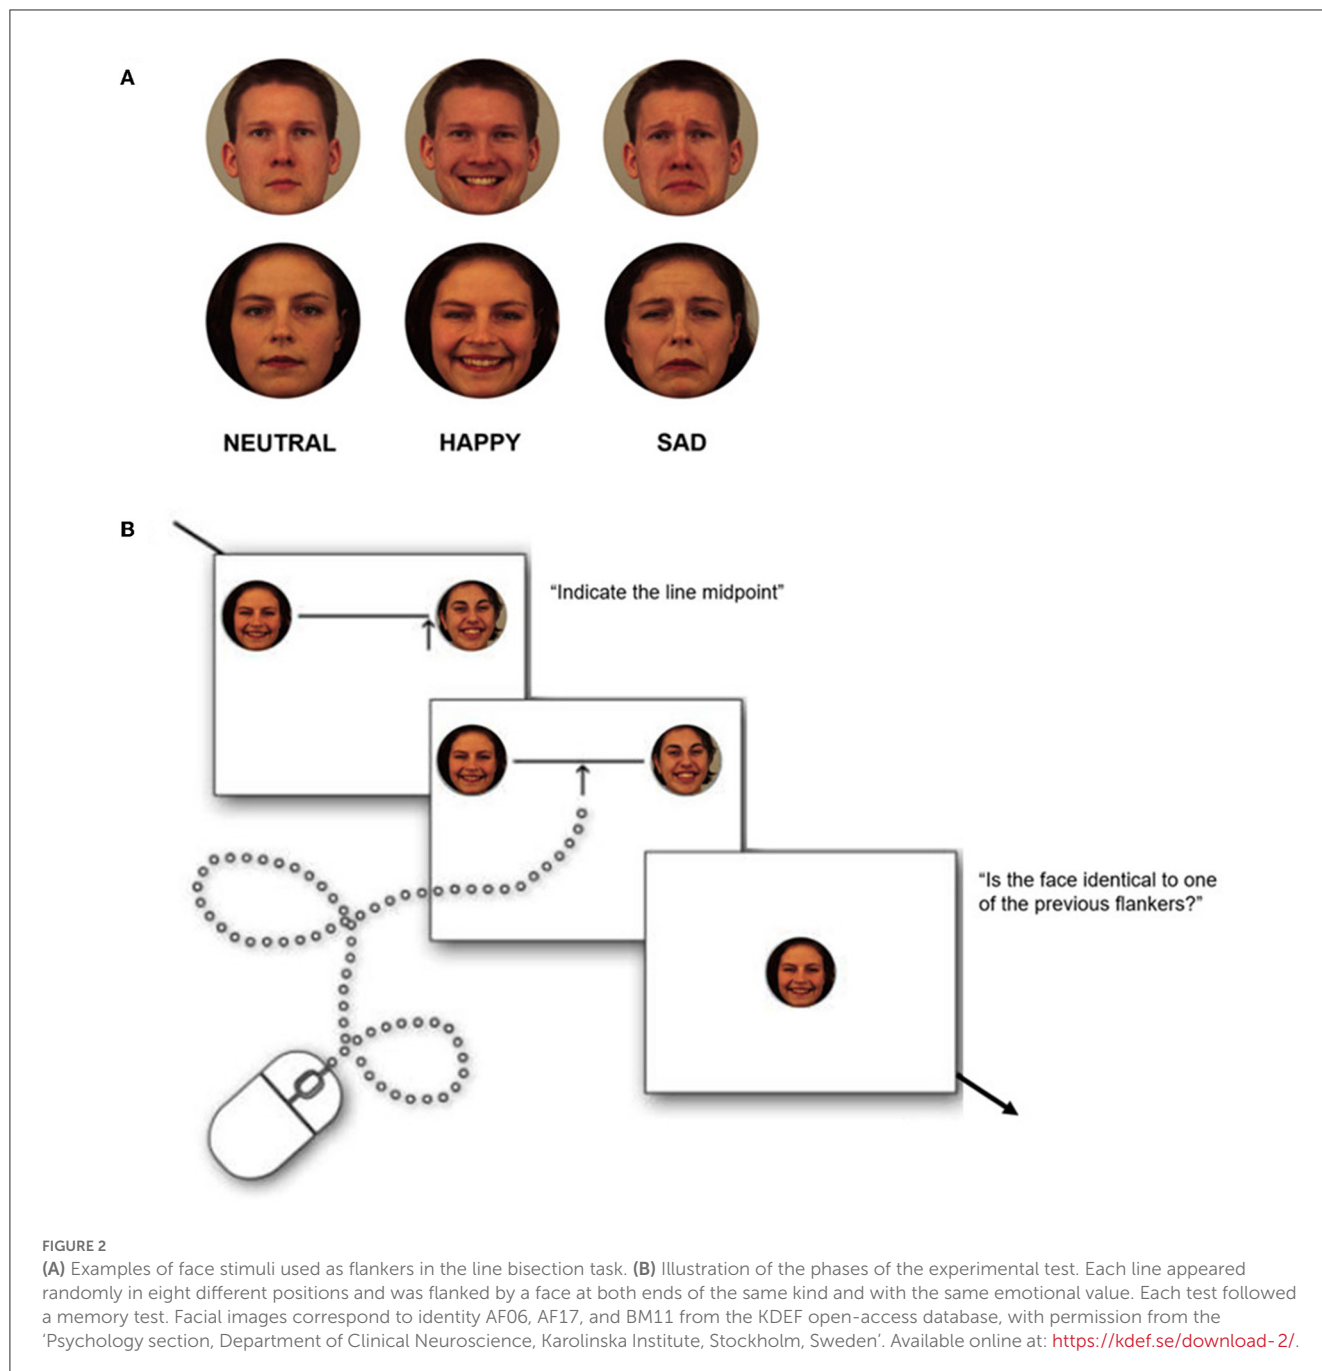 A
NEUTRAL HAPPY SAD
B
“Indicate the line midpoint”
“Is the face identical to one
of the previous flankers?”
FIGURE 2
(A) Examples of face stimuli used as flankers in the line bisection task. (B) Illustration of the phases of the experimental test. Each line appeared
randomly in eight different positions and was flanked by a face at both ends of the same kind and with the same emotional value. Each test followed
a memory test. Facial images correspond to identity AF06, AF17, and BM11 from the KDEF open-access database, with permission from the
‘Psychology section, Department of Clinical Neuroscience, Karolinska Institute, Stockholm, Sweden’. Available online at: https://kdef.se/download-2/.